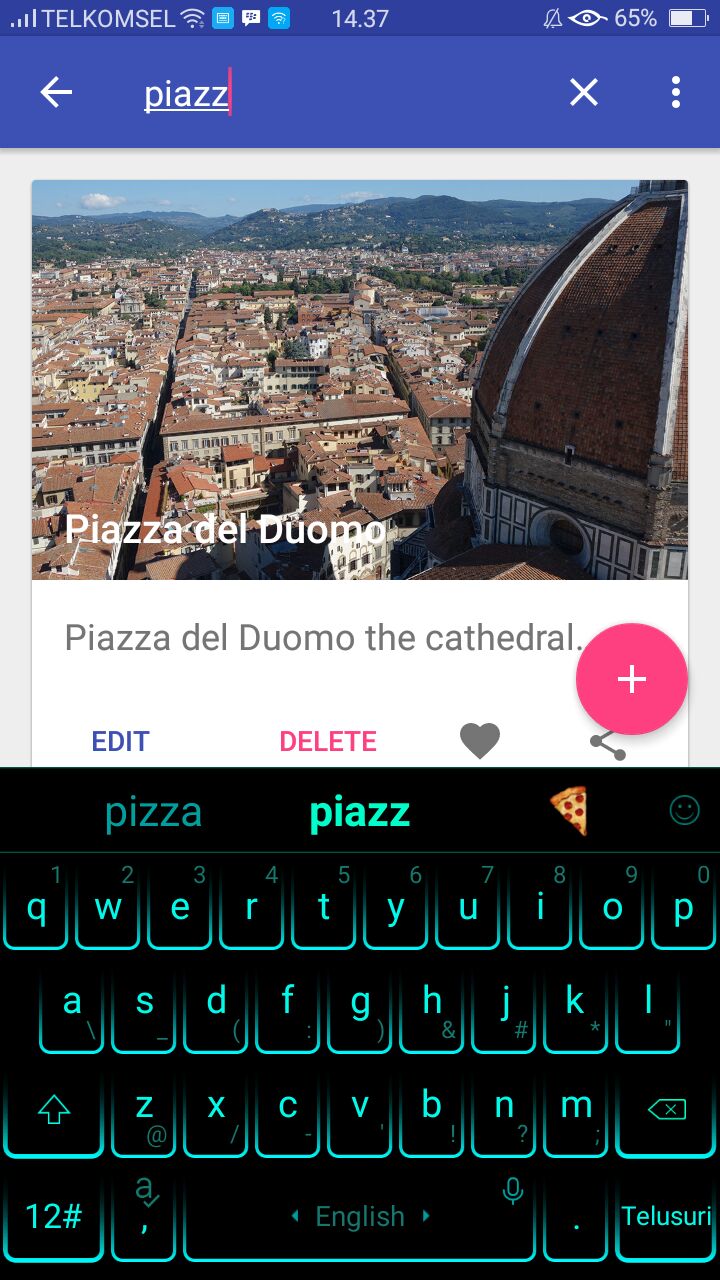 TELKOMSEL 14.37 65%
piazz
Piazza del Duomo
Piazza del Duomo the cathedral.
EDIT DELETE
pizza piazz
1 2 3 4 5 6 7 8 9 0
q w e r t y u i o p
a s d f g h j k l
\ _ ( : ) & # * "
z x c v b n m
@ / - ' ! ? ;
a
12# , English . Telusuri